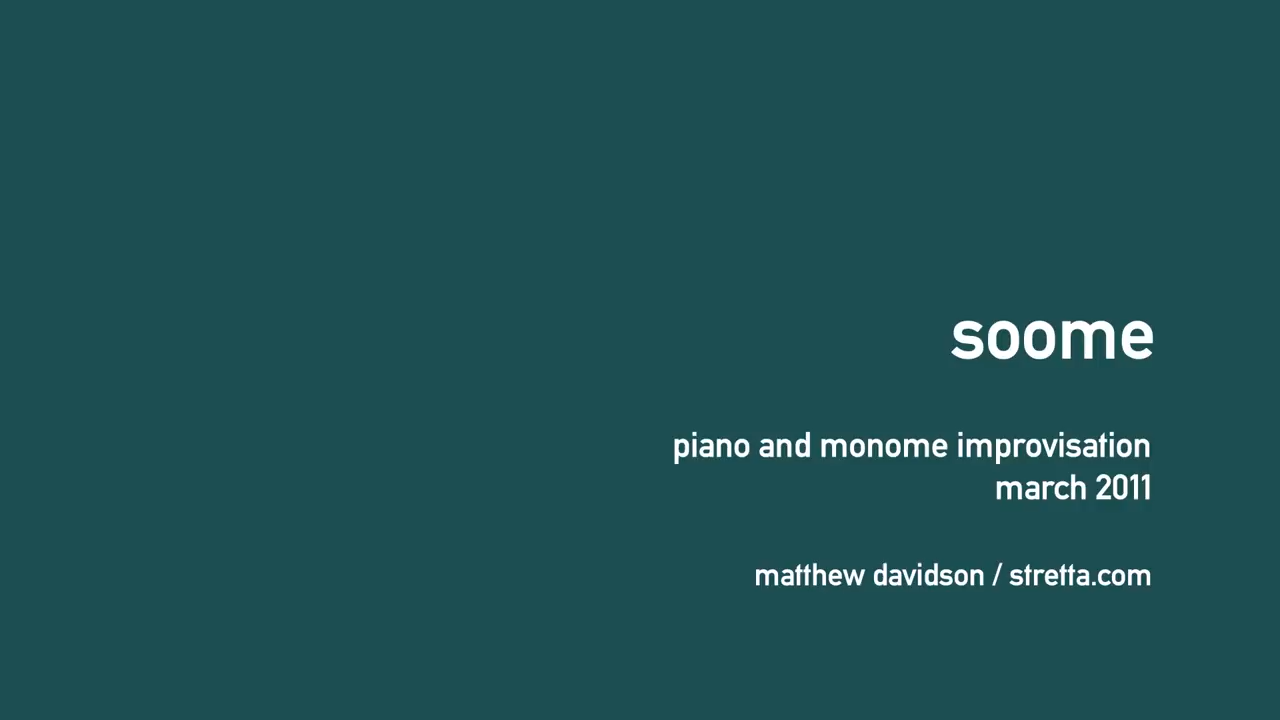 soome
piano and monome improvisation
march 2011
matthew davidson / stretta.com